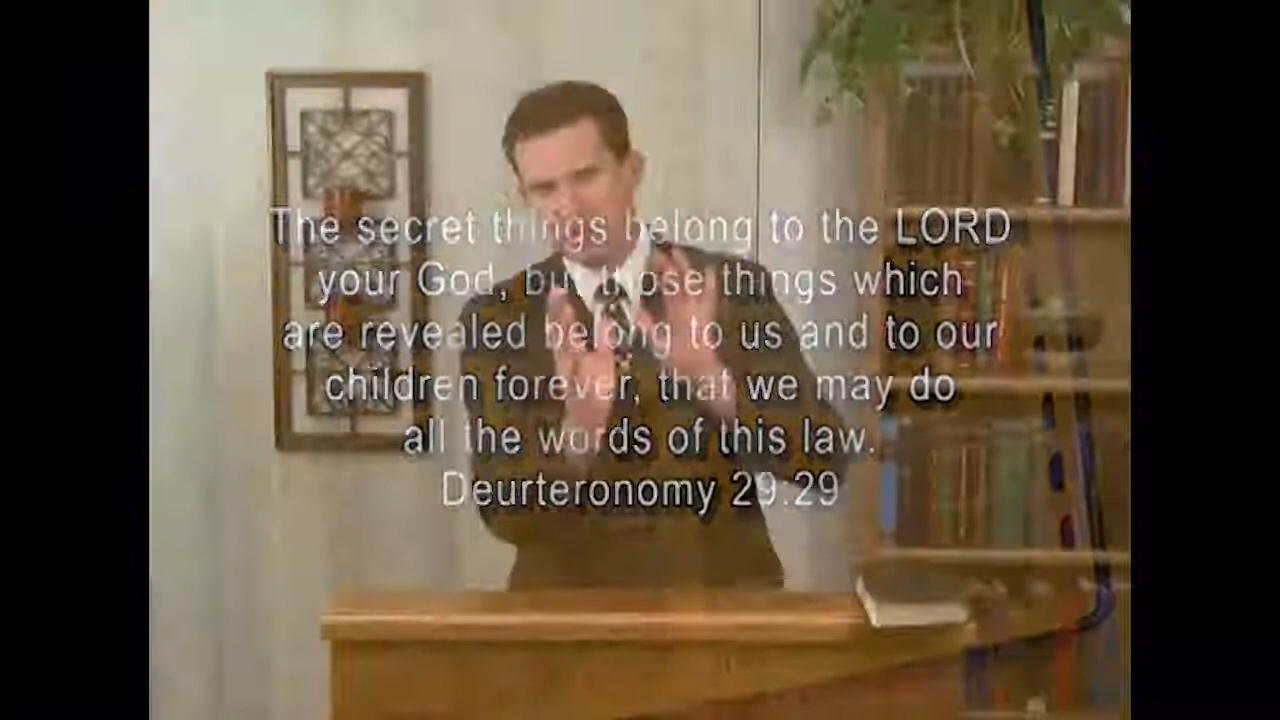 The secret things belong to the LORD
your God, but those things which
are revealed belong to us and to our
children forever, that we may do
all the words of this law.
Deurteronomy 29:29